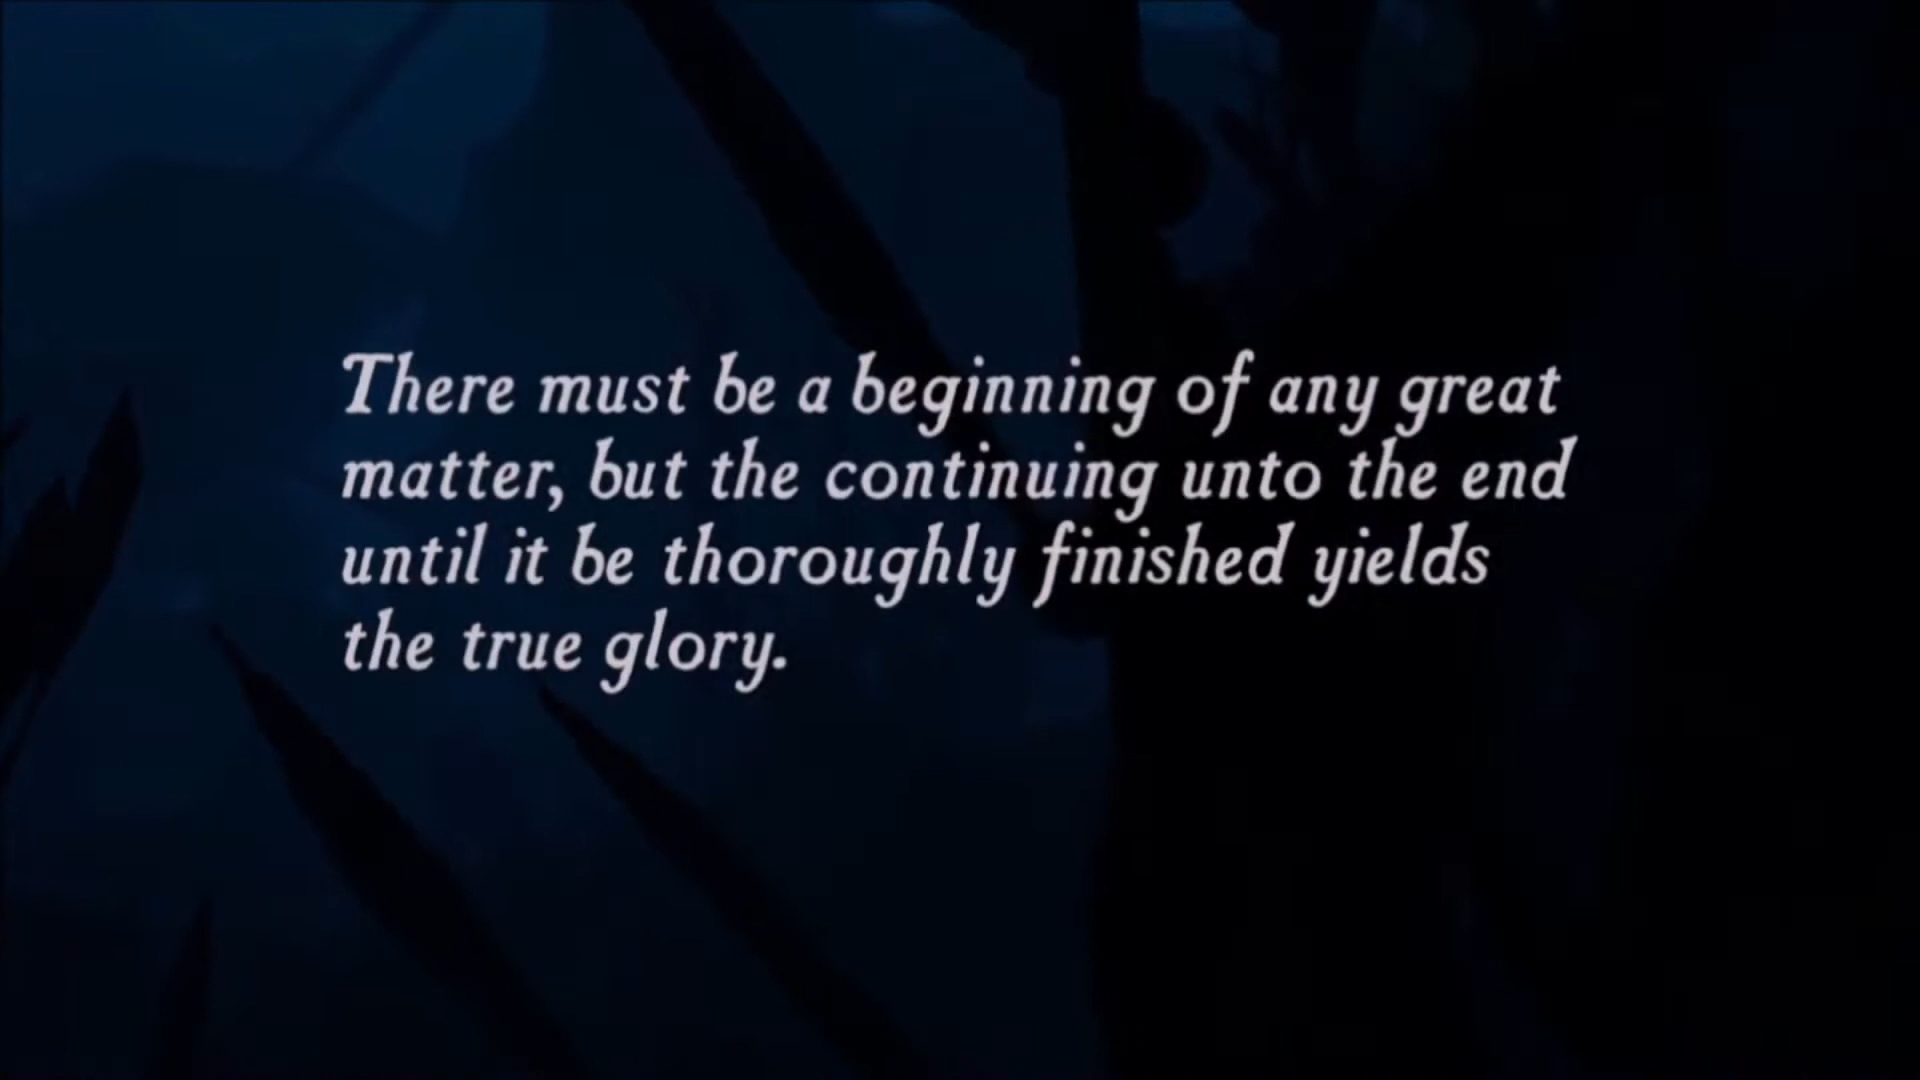 There must be a beginning of any great
matter, but the continuing unto the end
until it be thoroughly finished yields
the true glory.